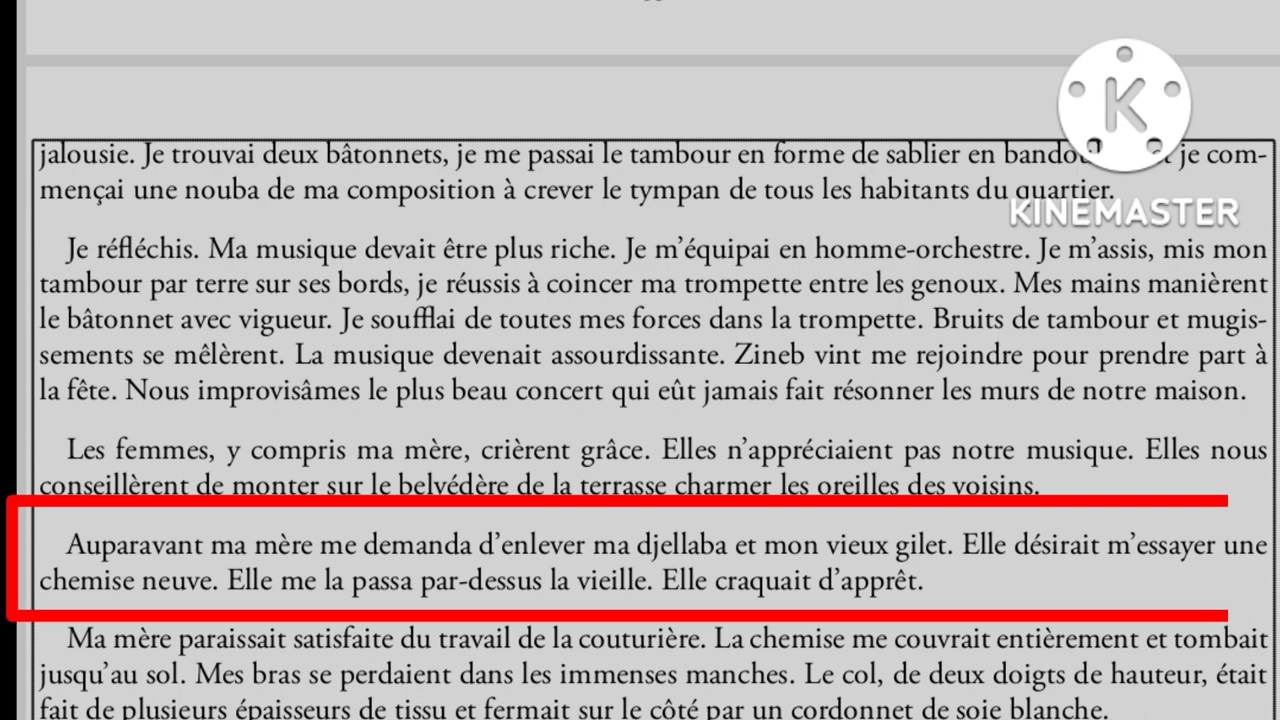 jalousie. Je trouvai deux bâtonnets, je me passai le tambour en forme de sablier en je com-
mençai une nouba de ma composition à crever le tympan de tous les habitants du quartier.
KINEMASTER
Je réfléchis. Ma musique devait être plus riche. Je m'équipai en homme-orchestre. Je m'assis, mis mon
tambour par terre sur ses bords, je réussis à coincer ma trompette entre les genoux. Mes mains manièrent
le bâtonnet avec vigueur. Je soufflai de toutes mes forces dans la trompette. Bruits de tambour et mugis-
sements se mêlèrent. La musique devenait assourdissante. Zineb vint me rejoindre pour prendre part à
la fête. Nous improvisâmes le plus beau concert qui eût jamais fait résonner les murs de notre maison.
Les femmes, y compris ma mère, crièrent grâce. Elles n'appréciaient pas notre musique. Elles nous
conseillèrent de monter sur le belvédère de la terrasse charmer les oreilles des voisins.
Auparavant ma mère me demanda d'enlever ma djellaba et mon vieux gilet. Elle désirait m'essayer une
chemise neuve. Elle me la passa par-dessus la vieille. Elle craquait d'apprêt.
Ma mère paraissait satisfaite du travail de la couturière. La chemise me couvrait entièrement et tombait
jusqu'au sol. Mes bras se perdaient dans les immenses manches. Le col, de deux doigts de hauteur, était
fait de plusieurs épaisseurs de tissu et fermait sur le côté par un cordonnet de soie blanche.